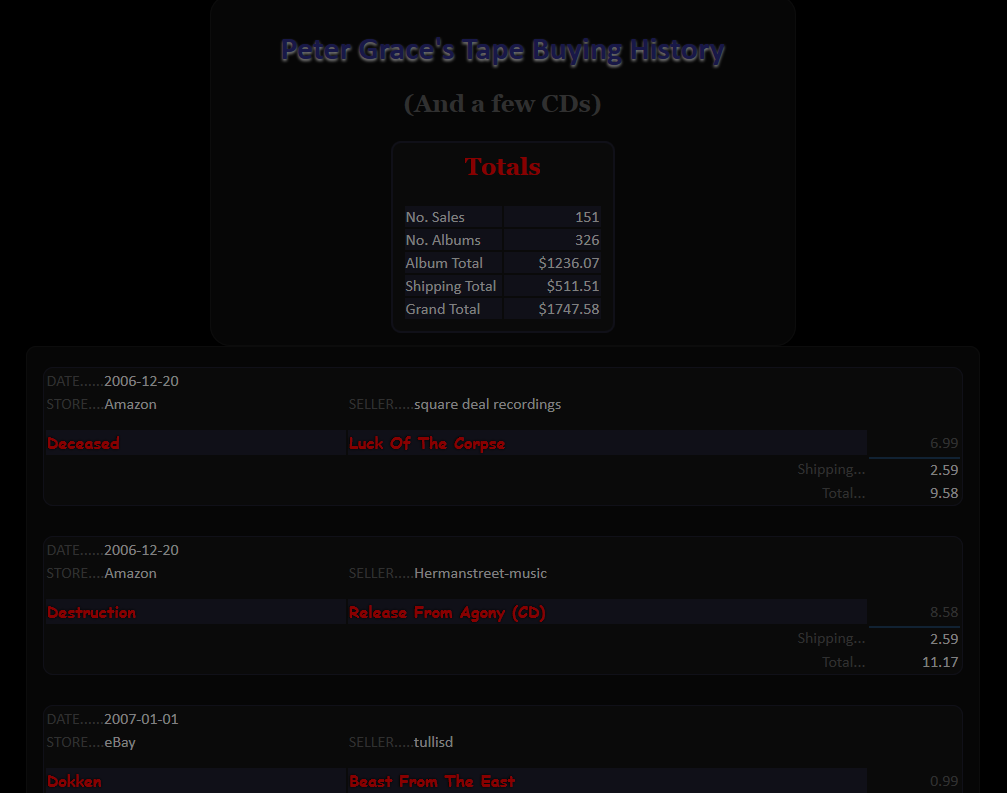 Peter Grace's Tape Buying History
(And a few CDs)
Totals
No. Sales 151
No. Albums 326
Album Total $1236.07
Shipping Total $511.51
Grand Total $1747.58
DATE......2006-12-20
STORE....Amazon SELLER.....square deal recordings
Deceased Luck Of The Corpse 6.99
Shipping... 2.59
Total... 9.58
DATE......2006-12-20
STORE....Amazon SELLER.....Hermanstreet-music
Destruction Release From Agony (CD) 8.58
Shipping... 2.59
Total... 11.17
DATE......2007-01-01
STORE....eBay SELLER.....tullisd
Dokken Beast From The East 0.99